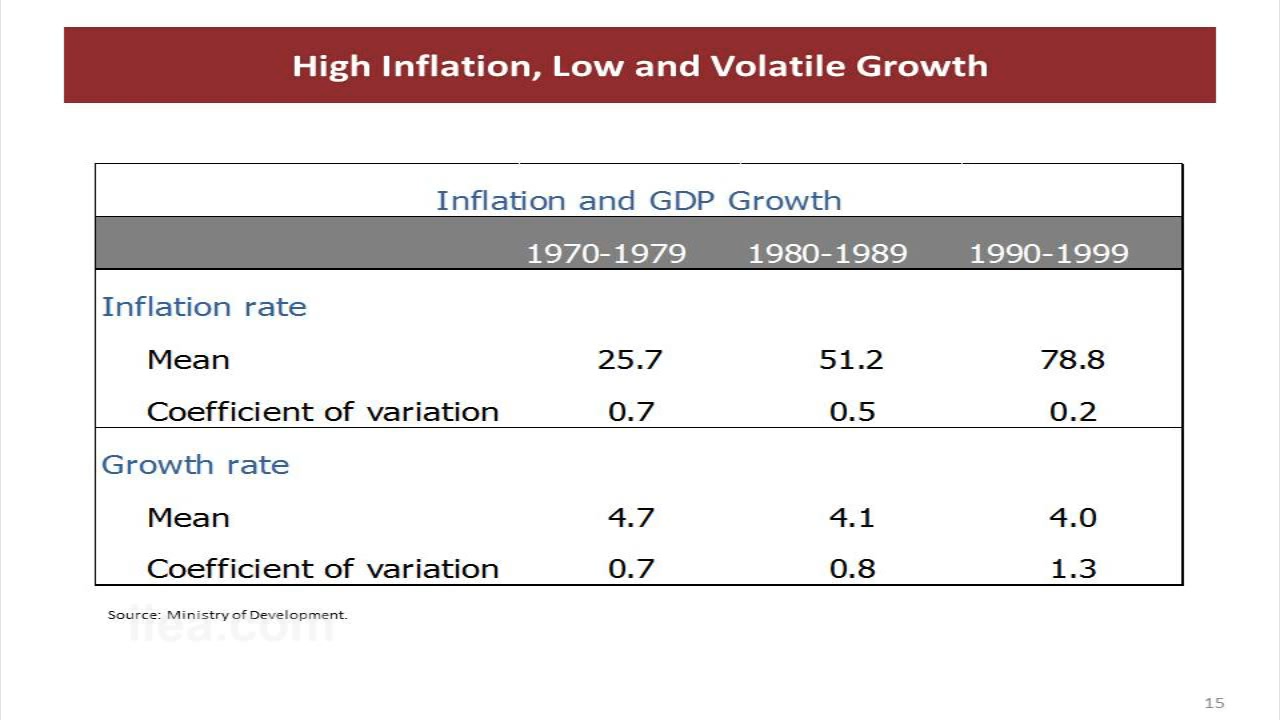 High Inflation, Low and Volatile Growth
Inflation and GDP Growth
1970-1979 1980-1989 1990-1999
Inflation rate
Mean 25.7 51.2 78.8
Coefficient of variation 0.7 0.5 0.2
Growth rate
Mean 4.7 4.1 4.0
Coefficient of variation 0.7 0.8 1.3
Source: Ministry of Development.
iiea.com
15